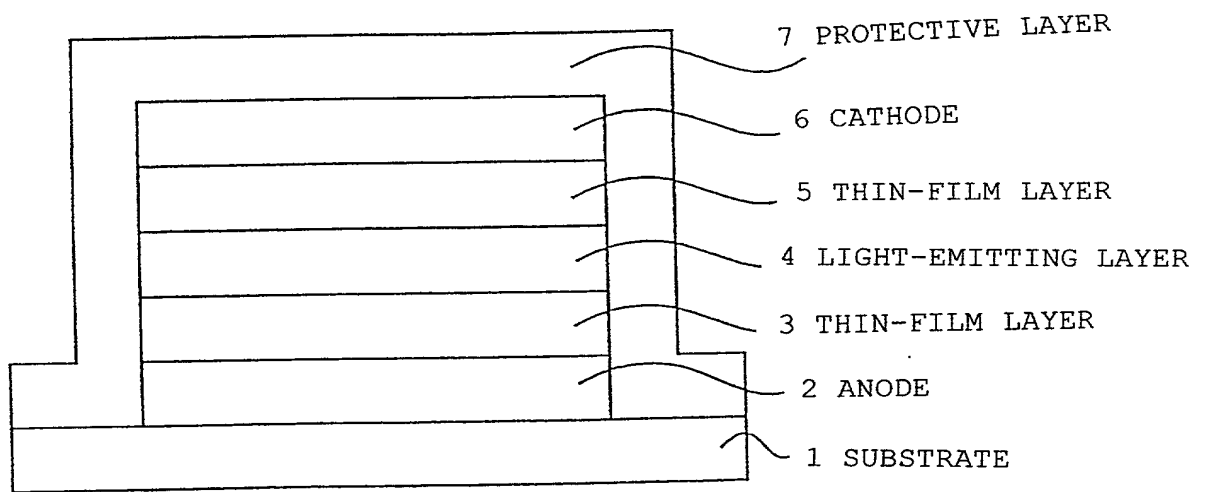 7 PROTECTIVE LAYER
6 CATHODE
5 THIN-FILM LAYER
4 LIGHT-EMITTING LAYER
3 THIN-FILM LAYER
2 ANODE
1 SUBSTRATE